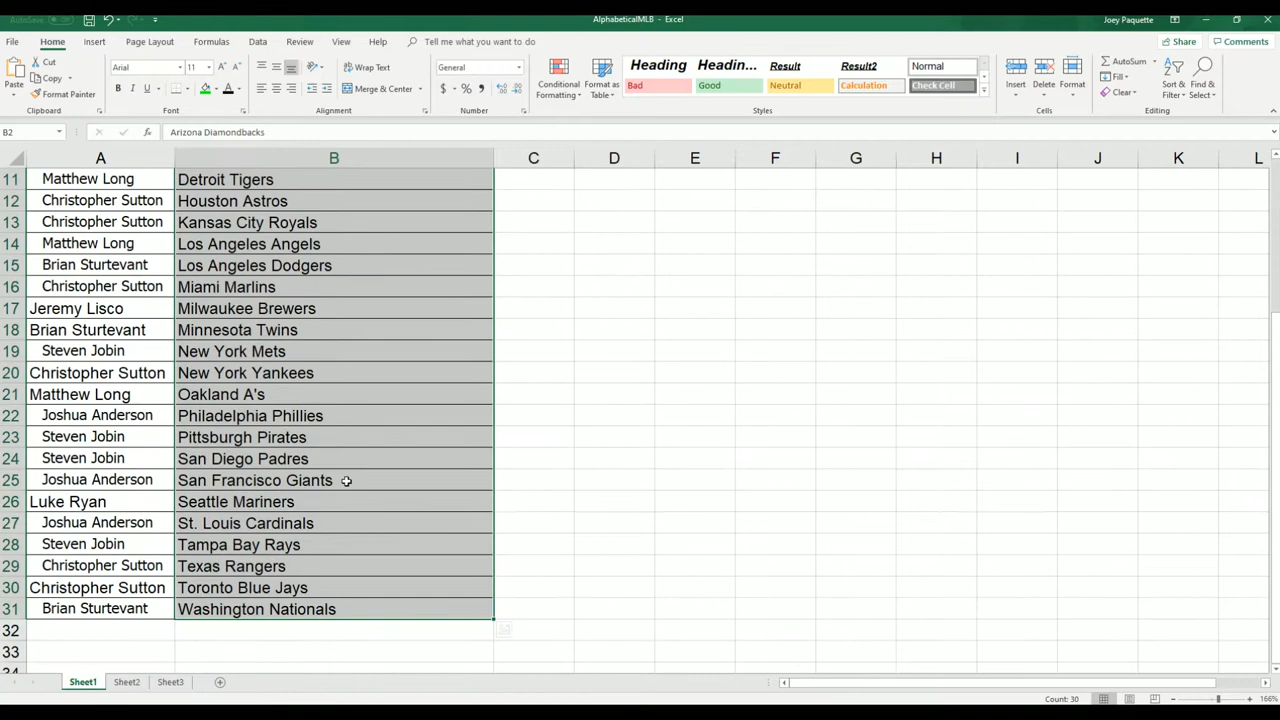 AutoSave
AlphabeticalMLB - Excel
Joey Paquette
File Home Insert Page Layout Formulas Data Review View Help Tell me what you want to do Share Comments
Paste
Cut
Copy
Format Painter
Clipboard
Arial 11
B I U A
Font
Wrap Text
Merge & Center
Alignment
General
$ % ,
Number
Conditional Formatting
Format as Table
Heading Headin... Result Result2 Normal
Bad Good Neutral Calculation Check Cell
Styles
Insert Delete Format
Cells
AutoSum
Fill
Clear
Sort & Filter
Find & Select
Editing
B2 fx Arizona Diamondbacks
A B C D E F G H I J K L
11 Matthew Long Detroit Tigers
12 Christopher Sutton Houston Astros
13 Christopher Sutton Kansas City Royals
14 Matthew Long Los Angeles Angels
15 Brian Sturtevant Los Angeles Dodgers
16 Christopher Sutton Miami Marlins
17 Jeremy Lisco Milwaukee Brewers
18 Brian Sturtevant Minnesota Twins
19 Steven Jobin New York Mets
20 Christopher Sutton New York Yankees
21 Matthew Long Oakland A's
22 Joshua Anderson Philadelphia Phillies
23 Steven Jobin Pittsburgh Pirates
24 Steven Jobin San Diego Padres
25 Joshua Anderson San Francisco Giants
26 Luke Ryan Seattle Mariners
27 Joshua Anderson St. Louis Cardinals
28 Steven Jobin Tampa Bay Rays
29 Christopher Sutton Texas Rangers
30 Christopher Sutton Toronto Blue Jays
31 Brian Sturtevant Washington Nationals
32
33
34
Sheet1 Sheet2 Sheet3
Count: 30 166%